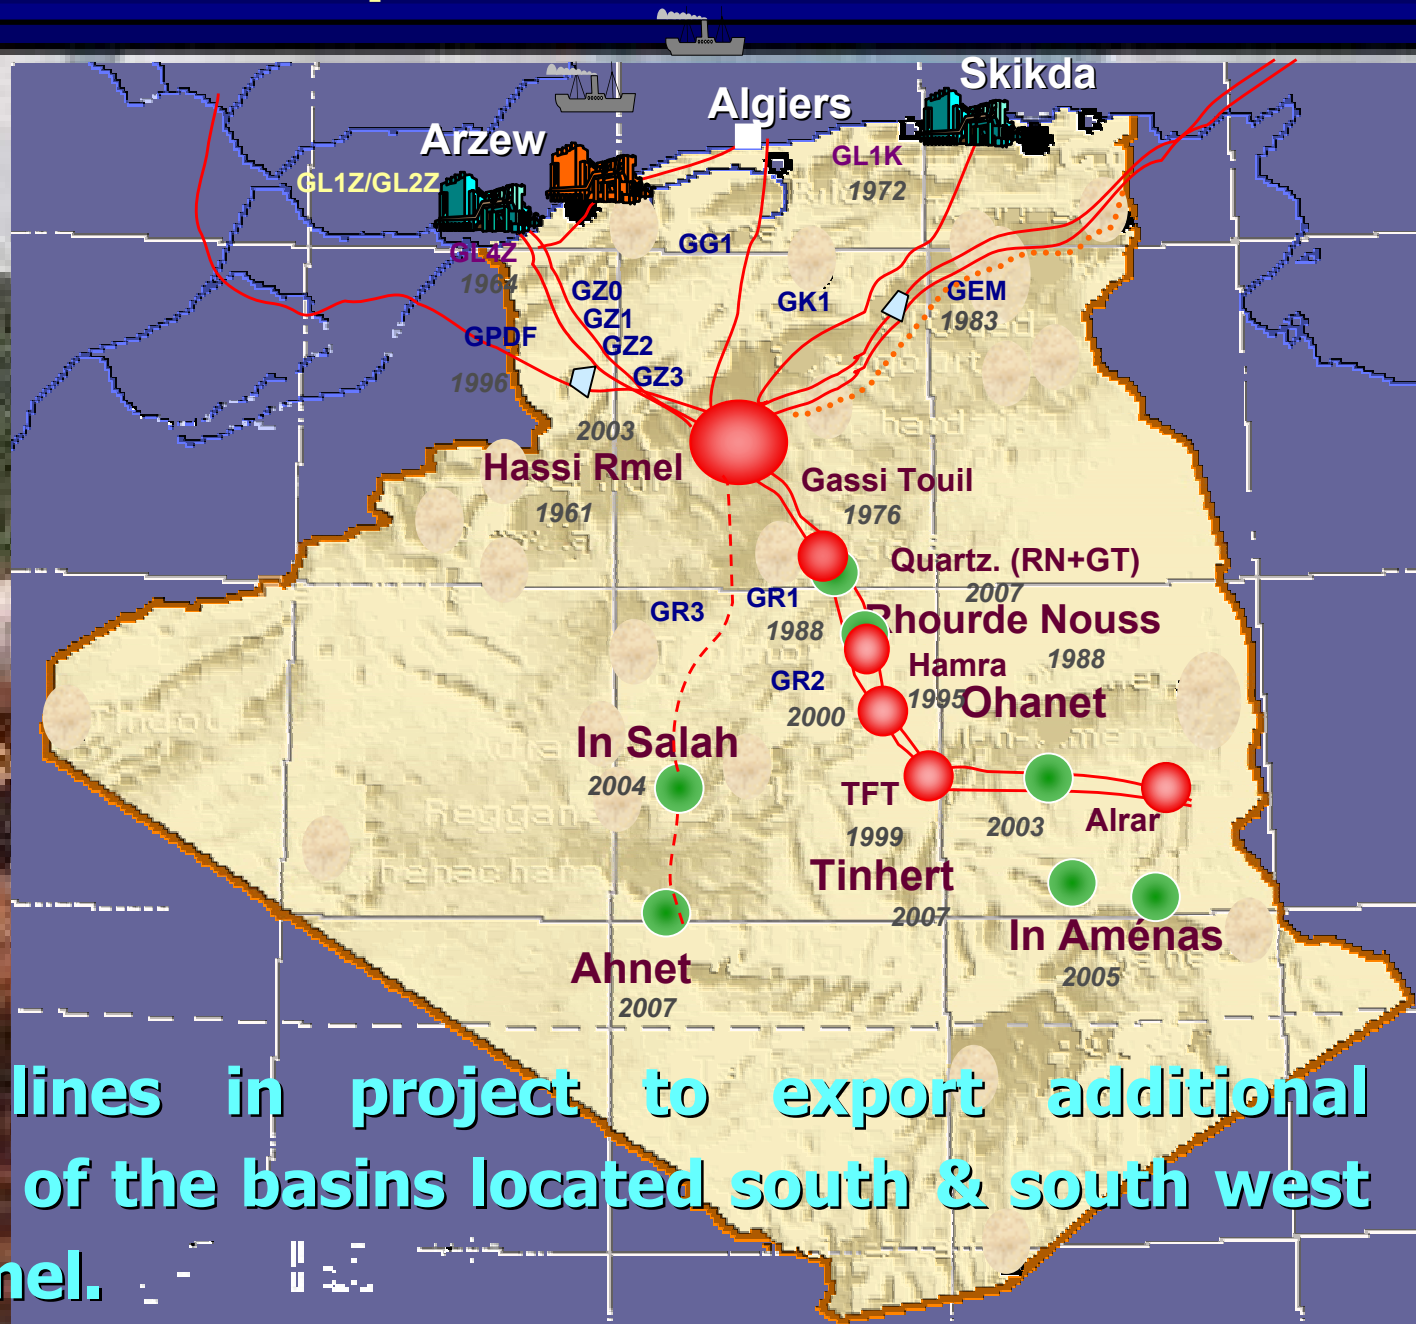 Skikda
Algiers
Arzew
GL1K
1972
GL1Z/GL2Z
GL4Z
1964
GG1
GZ0
GZ1
GZ2
GZ3
GK1
GEM
1983
GPDF
1996
2003
Hassi Rmel
1961
Gassi Touil
1976
Quartz. (RN+GT)
2007
GR3
GR1
1988
Rhourde Nouss
1988
Hamra
1995
GR2
2000
Ohanet
In Salah
2004
TFT
1999
2003
Alrar
Tinhert
2007
In Aménas
2005
Ahnet
2007
lines in project to export additional
of the basins located south & south west
mel.